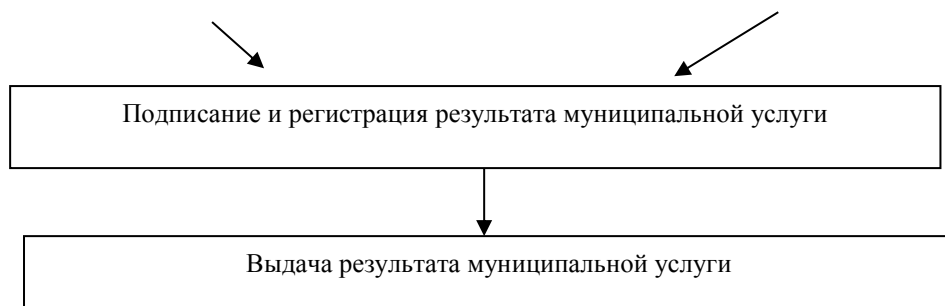 Подписание и регистрация результата муниципальной услуги
Выдача результата муниципальной услуги